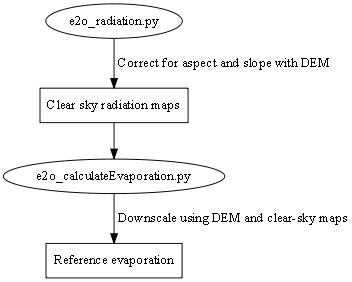 e2o_radiation.py
Correct for aspect and slope with DEM
Clear sky radiation maps
e2o_calculateEvaporation.py
Downscale using DEM and clear-sky maps
Reference evaporation